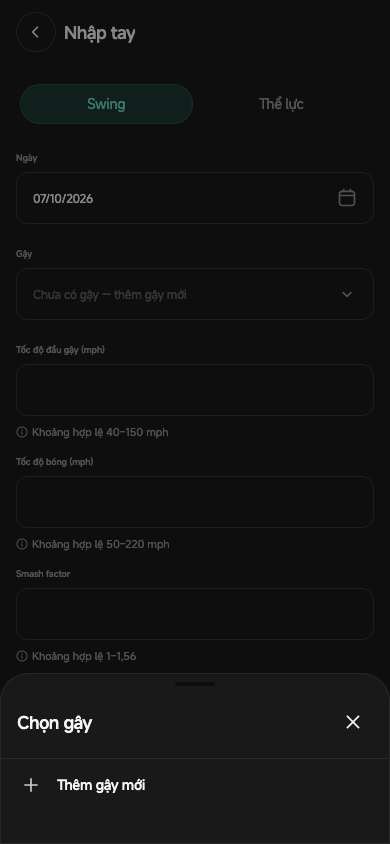 Nhập tay
Swing
Thể lực
Ngày
07/10/2026
Gậy
Chưa có gậy — thêm gậy mới
Tốc độ đầu gậy (mph)
Khoảng hợp lệ 40–150 mph
Tốc độ bóng (mph)
Khoảng hợp lệ 50–220 mph
Smash factor
Khoảng hợp lệ 1–1,56
Chọn gậy
Thêm gậy mới